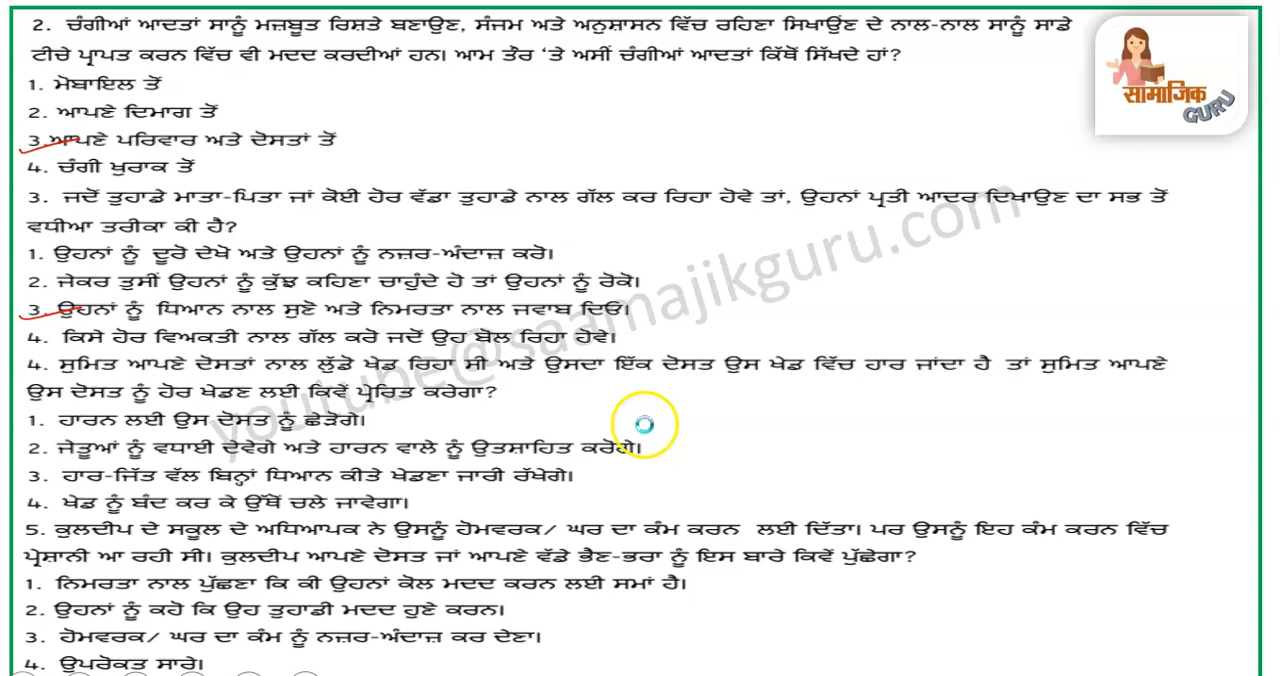 2. ਚੰਗੀਆਂ ਆਦਤਾਂ ਸਾਨੂੰ ਮਜ਼ਬੂਤ ਰਿਸ਼ਤੇ ਬਣਾਉਣ, ਸੰਜਮ ਅਤੇ ਅਨੁਸ਼ਾਸਨ ਵਿੱਚ ਰਹਿਣਾ ਸਿਖਾਉਂਣ ਦੇ ਨਾਲ-ਨਾਲ ਸਾਨੂੰ ਸਾਡੇ
ਟੀਚੇ ਪ੍ਰਾਪਤ ਕਰਨ ਵਿੱਚ ਵੀ ਮਦਦ ਕਰਦੀਆਂ ਹਨ। ਆਮ ਤੌਰ 'ਤੇ ਅਸੀਂ ਚੰਗੀਆਂ ਆਦਤਾਂ ਕਿੱਥੋਂ ਸਿੱਖਦੇ ਹਾਂ?
1. ਮੋਬਾਇਲ ਤੋਂ
2. ਆਪਣੇ ਦਿਮਾਗ ਤੋਂ
3. ਆਪਣੇ ਪਰਿਵਾਰ ਅਤੇ ਦੋਸਤਾਂ ਤੋਂ
4. ਚੰਗੀ ਖੁਰਾਕ ਤੋਂ
सामाजिक
GURU
3. ਜਦੋਂ ਤੁਹਾਡੇ ਮਾਤਾ-ਪਿਤਾ ਜਾਂ ਕੋਈ ਹੋਰ ਵੱਡਾ ਤੁਹਾਡੇ ਨਾਲ ਗੱਲ ਕਰ ਰਿਹਾ ਹੋਵੇ ਤਾਂ, ਉਹਨਾਂ ਪ੍ਰਤੀ ਆਦਰ ਦਿਖਾਉਣ ਦਾ ਸਭ ਤੋਂ
ਵਧੀਆ ਤਰੀਕਾ ਕੀ ਹੈ?
1. ਉਹਨਾਂ ਨੂੰ ਦੂਰੋ ਦੇਖੋ ਅਤੇ ਉਹਨਾਂ ਨੂੰ ਨਜ਼ਰ-ਅੰਦਾਜ਼ ਕਰੋ।
2. ਜੇਕਰ ਤੁਸੀਂ ਉਹਨਾਂ ਨੂੰ ਕੁੱਝ ਕਹਿਣਾ ਚਾਹੁੰਦੇ ਹੋ ਤਾਂ ਉਹਨਾਂ ਨੂੰ ਰੋਕੋ।
3. ਉਹਨਾਂ ਨੂੰ ਧਿਆਨ ਨਾਲ ਸੁਣੋ ਅਤੇ ਨਿਮਰਤਾ ਨਾਲ ਜਵਾਬ ਦਿਓ।
4. ਕਿਸੇ ਹੋਰ ਵਿਅਕਤੀ ਨਾਲ ਗੱਲ ਕਰੋ ਜਦੋਂ ਉਹ ਬੋਲ ਰਿਹਾ ਹੋਵੇ।
4. ਸੁਮਿਤ ਆਪਣੇ ਦੋਸਤਾਂ ਨਾਲ ਲੁੱਡੋ ਖੇਡ ਰਿਹਾ ਸੀ ਅਤੇ ਉਸਦਾ ਇੱਕ ਦੋਸਤ ਉਸ ਖੇਡ ਵਿੱਚ ਹਾਰ ਜਾਂਦਾ ਹੈ ਤਾਂ ਸੁਮਿਤ ਆਪਣੇ
ਉਸ ਦੋਸਤ ਨੂੰ ਹੋਰ ਖੇਡਣ ਲਈ ਕਿਵੇਂ ਪ੍ਰੇਰਿਤ ਕਰੇਗਾ?
1. ਹਾਰਨ ਲਈ ਉਸ ਦੋਸਤ ਨੂੰ ਛੇੜੋਗੇ।
2. ਜੇਤੂਆਂ ਨੂੰ ਵਧਾਈ ਦੇਵੇਗੇ ਅਤੇ ਹਾਰਨ ਵਾਲੇ ਨੂੰ ਉਤਸ਼ਾਹਿਤ ਕਰੋਗੇ।
3. ਹਾਰ-ਜਿੱਤ ਵੱਲ ਬਿਨ੍ਹਾਂ ਧਿਆਨ ਕੀਤੇ ਖੇਡਣਾ ਜਾਰੀ ਰੱਖੇਗੇ।
4. ਖੇਡ ਨੂੰ ਬੰਦ ਕਰ ਕੇ ਉੱਥੋਂ ਚਲੇ ਜਾਵੇਗਾ।
5. ਕੁਲਦੀਪ ਦੇ ਸਕੂਲ ਦੇ ਅਧਿਆਪਕ ਨੇ ਉਸਨੂੰ ਹੋਮਵਰਕ/ ਘਰ ਦਾ ਕੰਮ ਕਰਨ ਲਈ ਦਿੱਤਾ। ਪਰ ਉਸਨੂੰ ਇਹ ਕੰਮ ਕਰਨ ਵਿੱਚ
ਪ੍ਰੇਸ਼ਾਨੀ ਆ ਰਹੀ ਸੀ। ਕੁਲਦੀਪ ਆਪਣੇ ਦੋਸਤ ਜਾਂ ਆਪਣੇ ਵੱਡੇ ਭੈਣ-ਭਰਾ ਨੂੰ ਇਸ ਬਾਰੇ ਕਿਵੇਂ ਪੁੱਛੇਗਾ?
1. ਨਿਮਰਤਾ ਨਾਲ ਪੁੱਛਣਾ ਕਿ ਕੀ ਉਹਨਾਂ ਕੋਲ ਮਦਦ ਕਰਨ ਲਈ ਸਮਾਂ ਹੈ।
2. ਉਹਨਾਂ ਨੂੰ ਕਹੋ ਕਿ ਉਹ ਤੁਹਾਡੀ ਮਦਦ ਹੁਣੇ ਕਰਨ।
3. ਹੋਮਵਰਕ/ ਘਰ ਦਾ ਕੰਮ ਨੂੰ ਨਜ਼ਰ-ਅੰਦਾਜ਼ ਕਰ ਦੇਣਾ।
4. ਉਪਰੋਕਤ ਸਾਰੇ।
youtube@saamajikguru.com